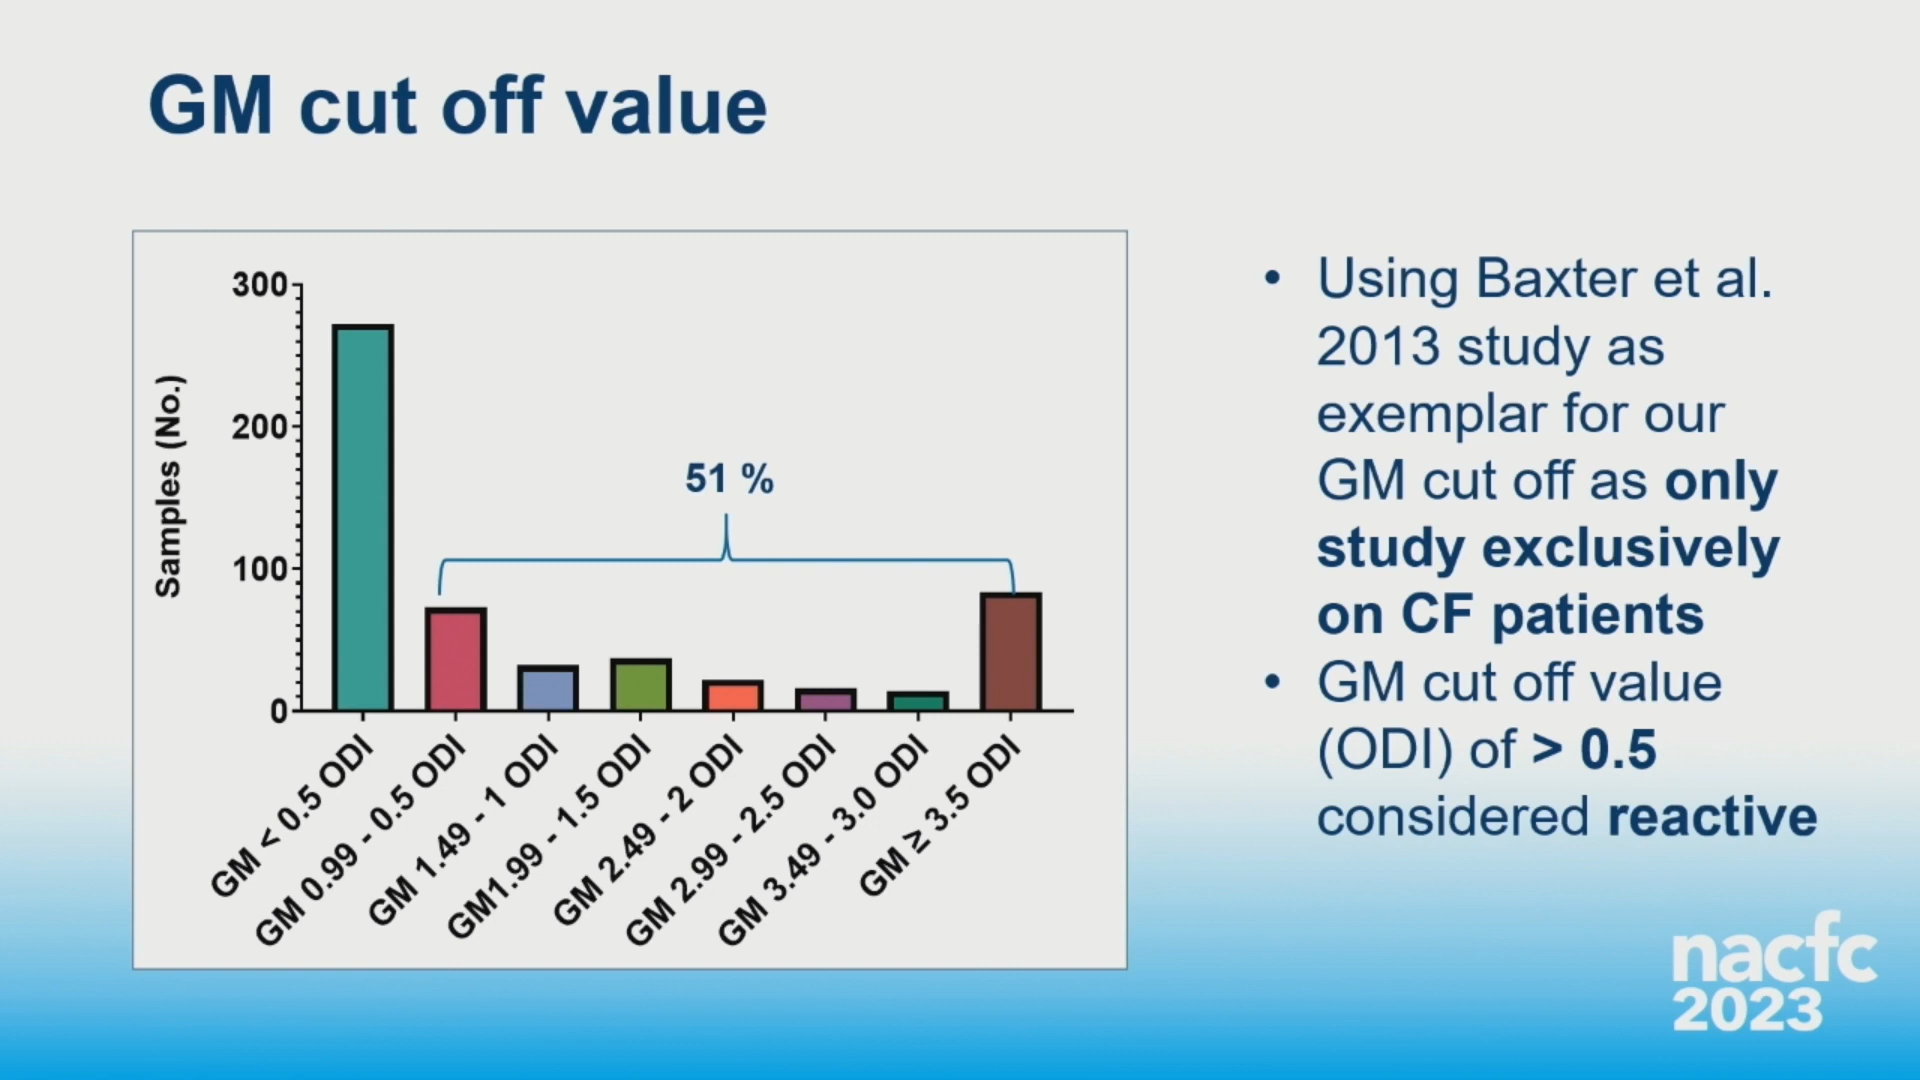 GM cut off value
300
200
100
0
Samples (No.)
51 %
GM < 0.5 ODI
GM 0.99 - 0.5 ODI
GM 1.49 - 1 ODI
GM1.99 - 1.5 ODI
GM 2.49 - 2 ODI
GM 2.99 - 2.5 ODI
GM 3.49 - 3.0 ODI
GM ≥ 3.5 ODI
• Using Baxter et al.
2013 study as
exemplar for our
GM cut off as only
study exclusively
on CF patients
• GM cut off value
(ODI) of > 0.5
considered reactive
nacfc
2023